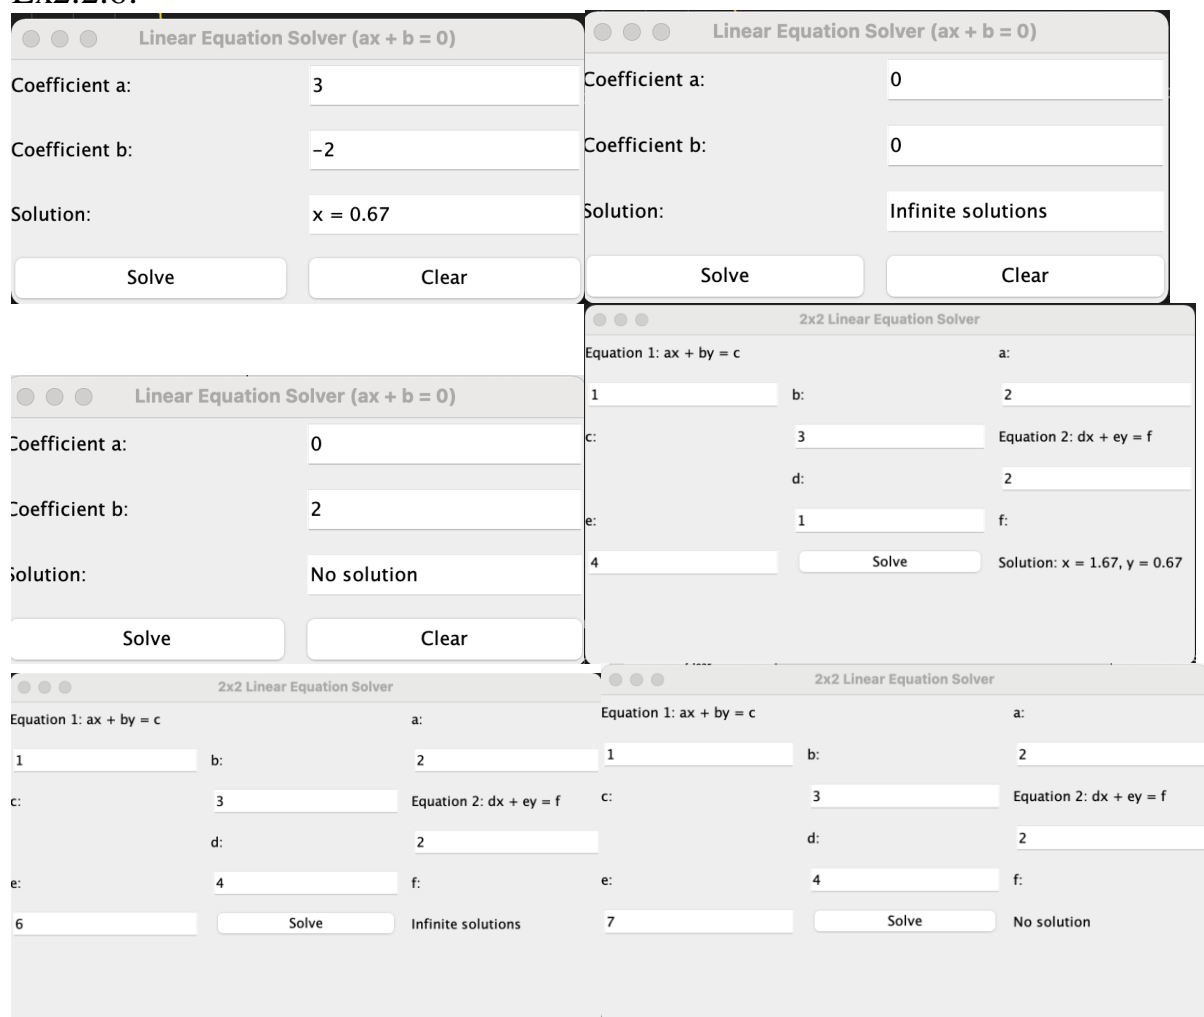 Ex2.2.6:
Linear Equation Solver (ax + b = 0)
Coefficient a:
3
Coefficient b:
-2
Solution:
x = 0.67
Solve
Clear
Linear Equation Solver (ax + b = 0)
Coefficient a:
0
Coefficient b:
0
Solution:
Infinite solutions
Solve
Clear
Linear Equation Solver (ax + b = 0)
Coefficient a:
0
Coefficient b:
2
Solution:
No solution
Solve
Clear
2x2 Linear Equation Solver
Equation 1: ax + by = c
a:
1
b:
2
c:
3
Equation 2: dx + ey = f
d:
2
e:
1
f:
4
Solve
Solution: x = 1.67, y = 0.67
2x2 Linear Equation Solver
Equation 1: ax + by = c
a:
1
b:
2
c:
3
Equation 2: dx + ey = f
d:
2
e:
4
f:
6
Solve
Infinite solutions
2x2 Linear Equation Solver
Equation 1: ax + by = c
a:
1
b:
2
c:
3
Equation 2: dx + ey = f
d:
2
e:
4
f:
7
Solve
No solution